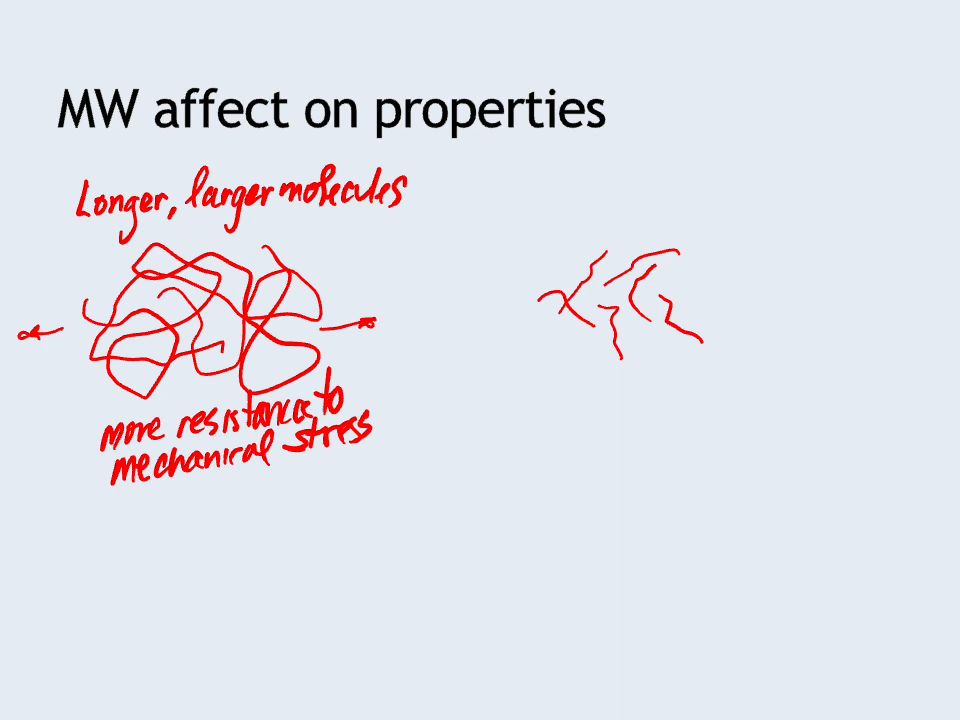 MW affect on properties
Longer, larger molecules
more resistance to
mechanical stress